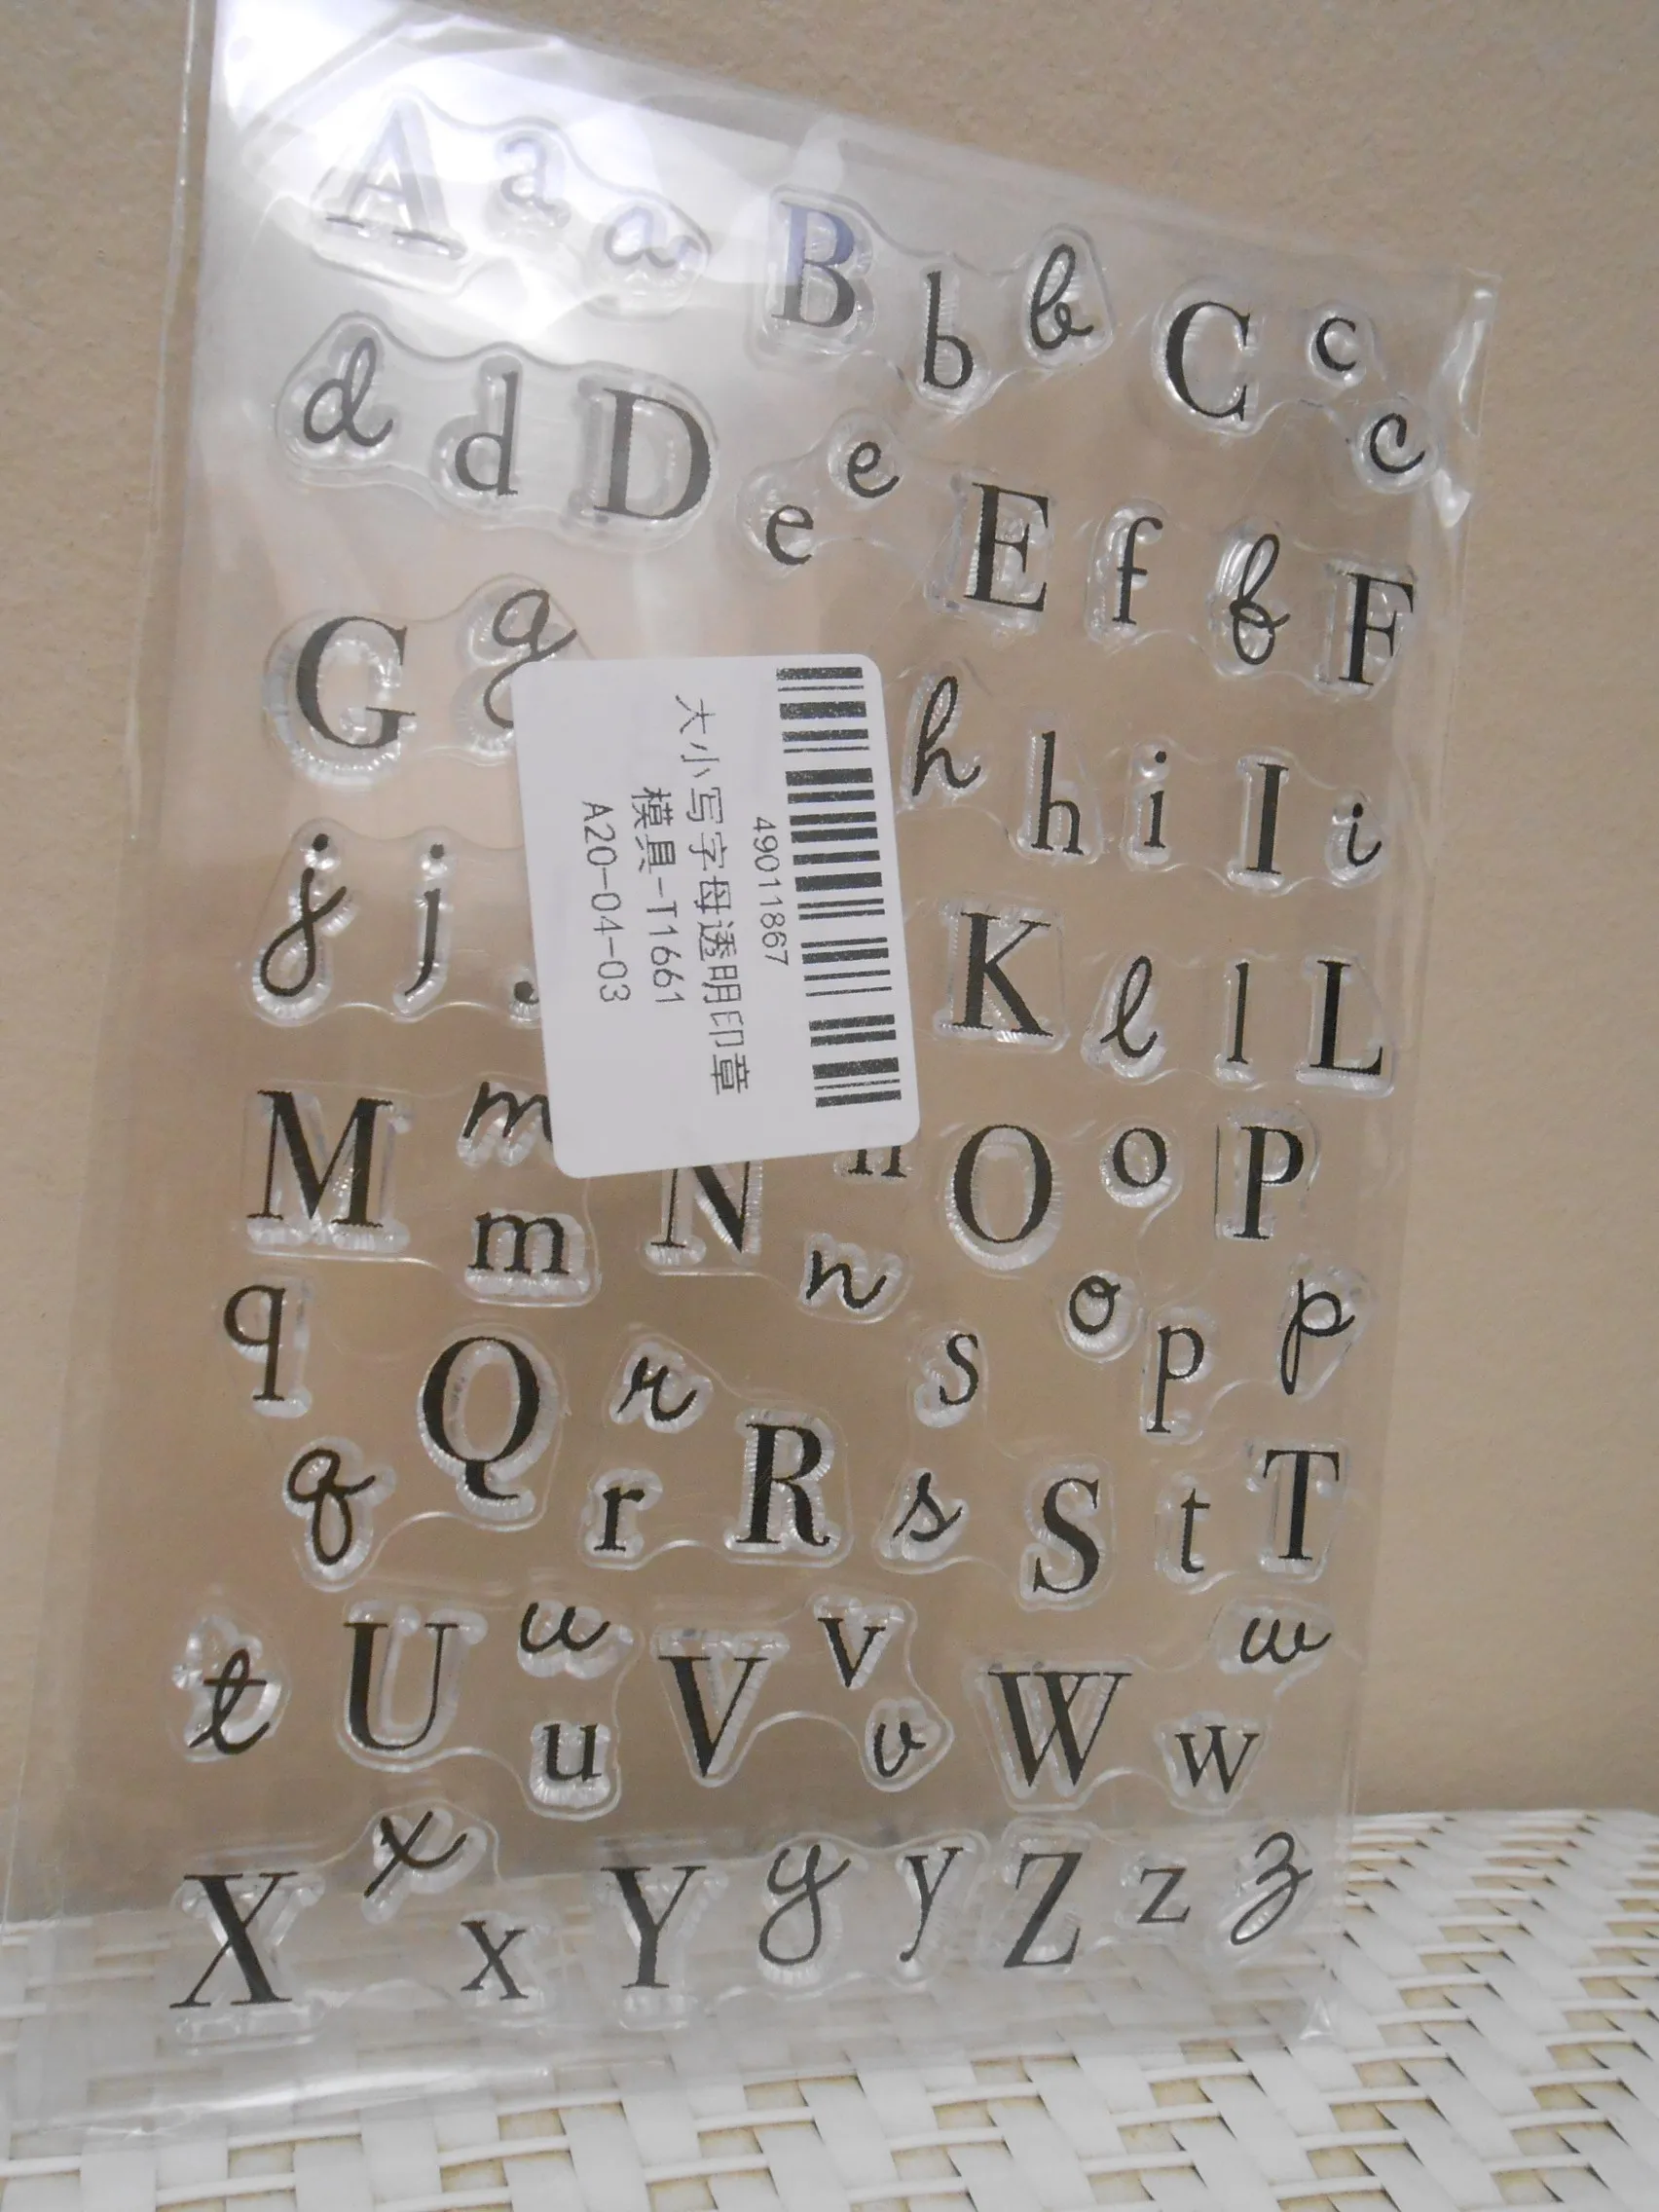 A a a B b b C c c
d d D e e E f f F
G g h h i I i
j j K l l L
M m m N n n O o o P p p
q q Q r r R s s S t T
t U u u V v v W w w
X x x Y y y Z z z
49011867
大小写字母透明印章
模具-T1661
A20-04-03